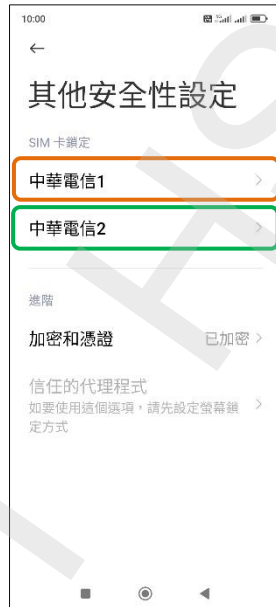 10:00
其他安全性設定
SIM 卡鎖定
中華電信1
中華電信2
進階
加密和憑證
已加密
信任的代理程式
如要使用這個選項，請先設定螢幕鎖
定方式